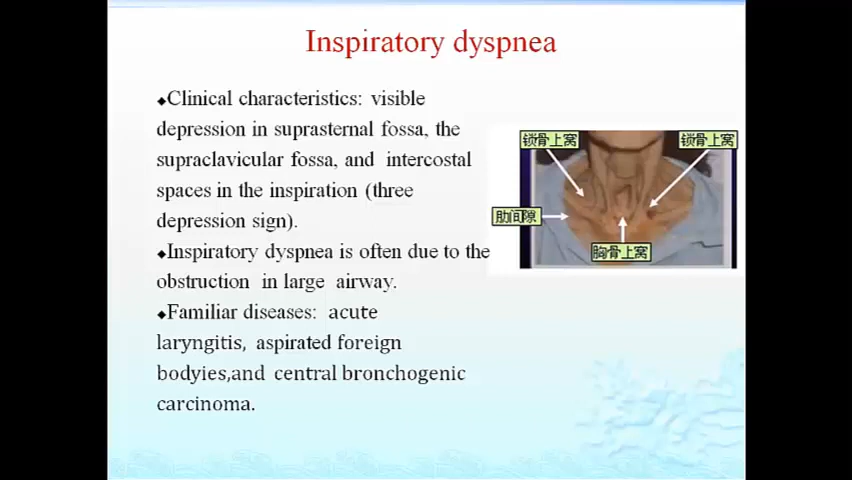 Inspiratory dyspnea
◆Clinical characteristics: visible
depression in suprasternal fossa, the
supraclavicular fossa, and intercostal
spaces in the inspiration (three
depression sign).
◆Inspiratory dyspnea is often due to the
obstruction in large airway.
◆Familiar diseases: acute
laryngitis, aspirated foreign
bodyies,and central bronchogenic
carcinoma.
锁骨上窝
锁骨上窝
肋间隙
胸骨上窝